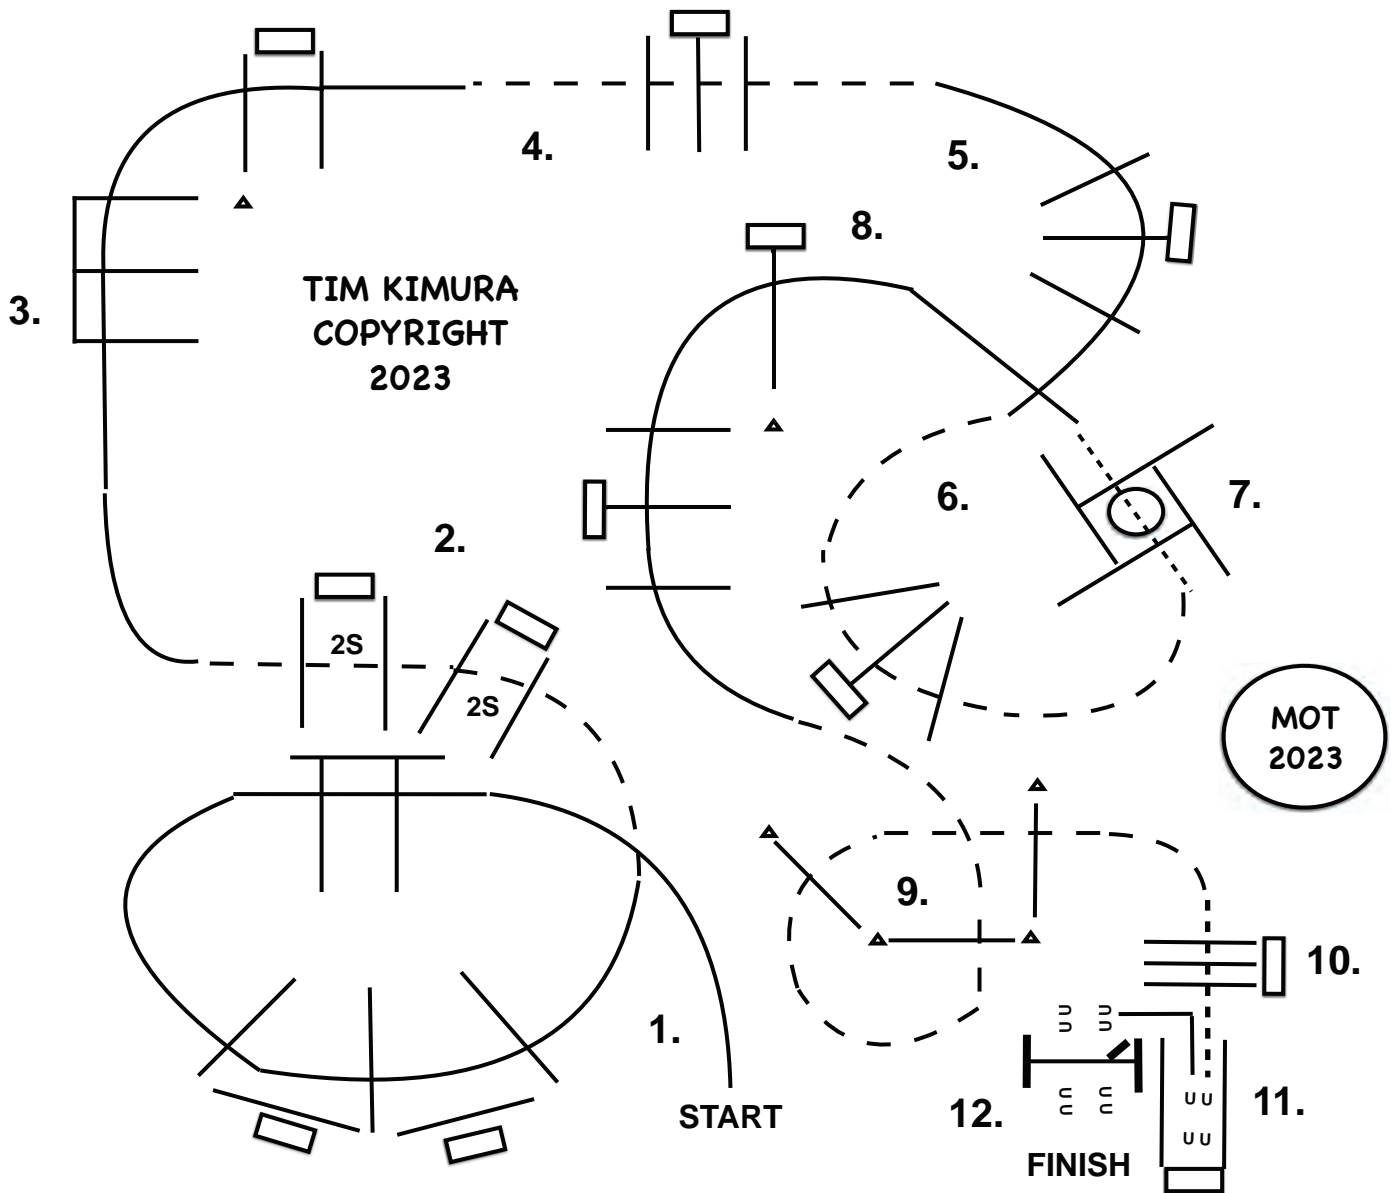 4.
5.
8.
TIM KIMURA
COPYRIGHT
2023
3.
6.
7.
2.
2S
2S
MOT
2023
9.
10.
1.
START
12.
11.
FINISH